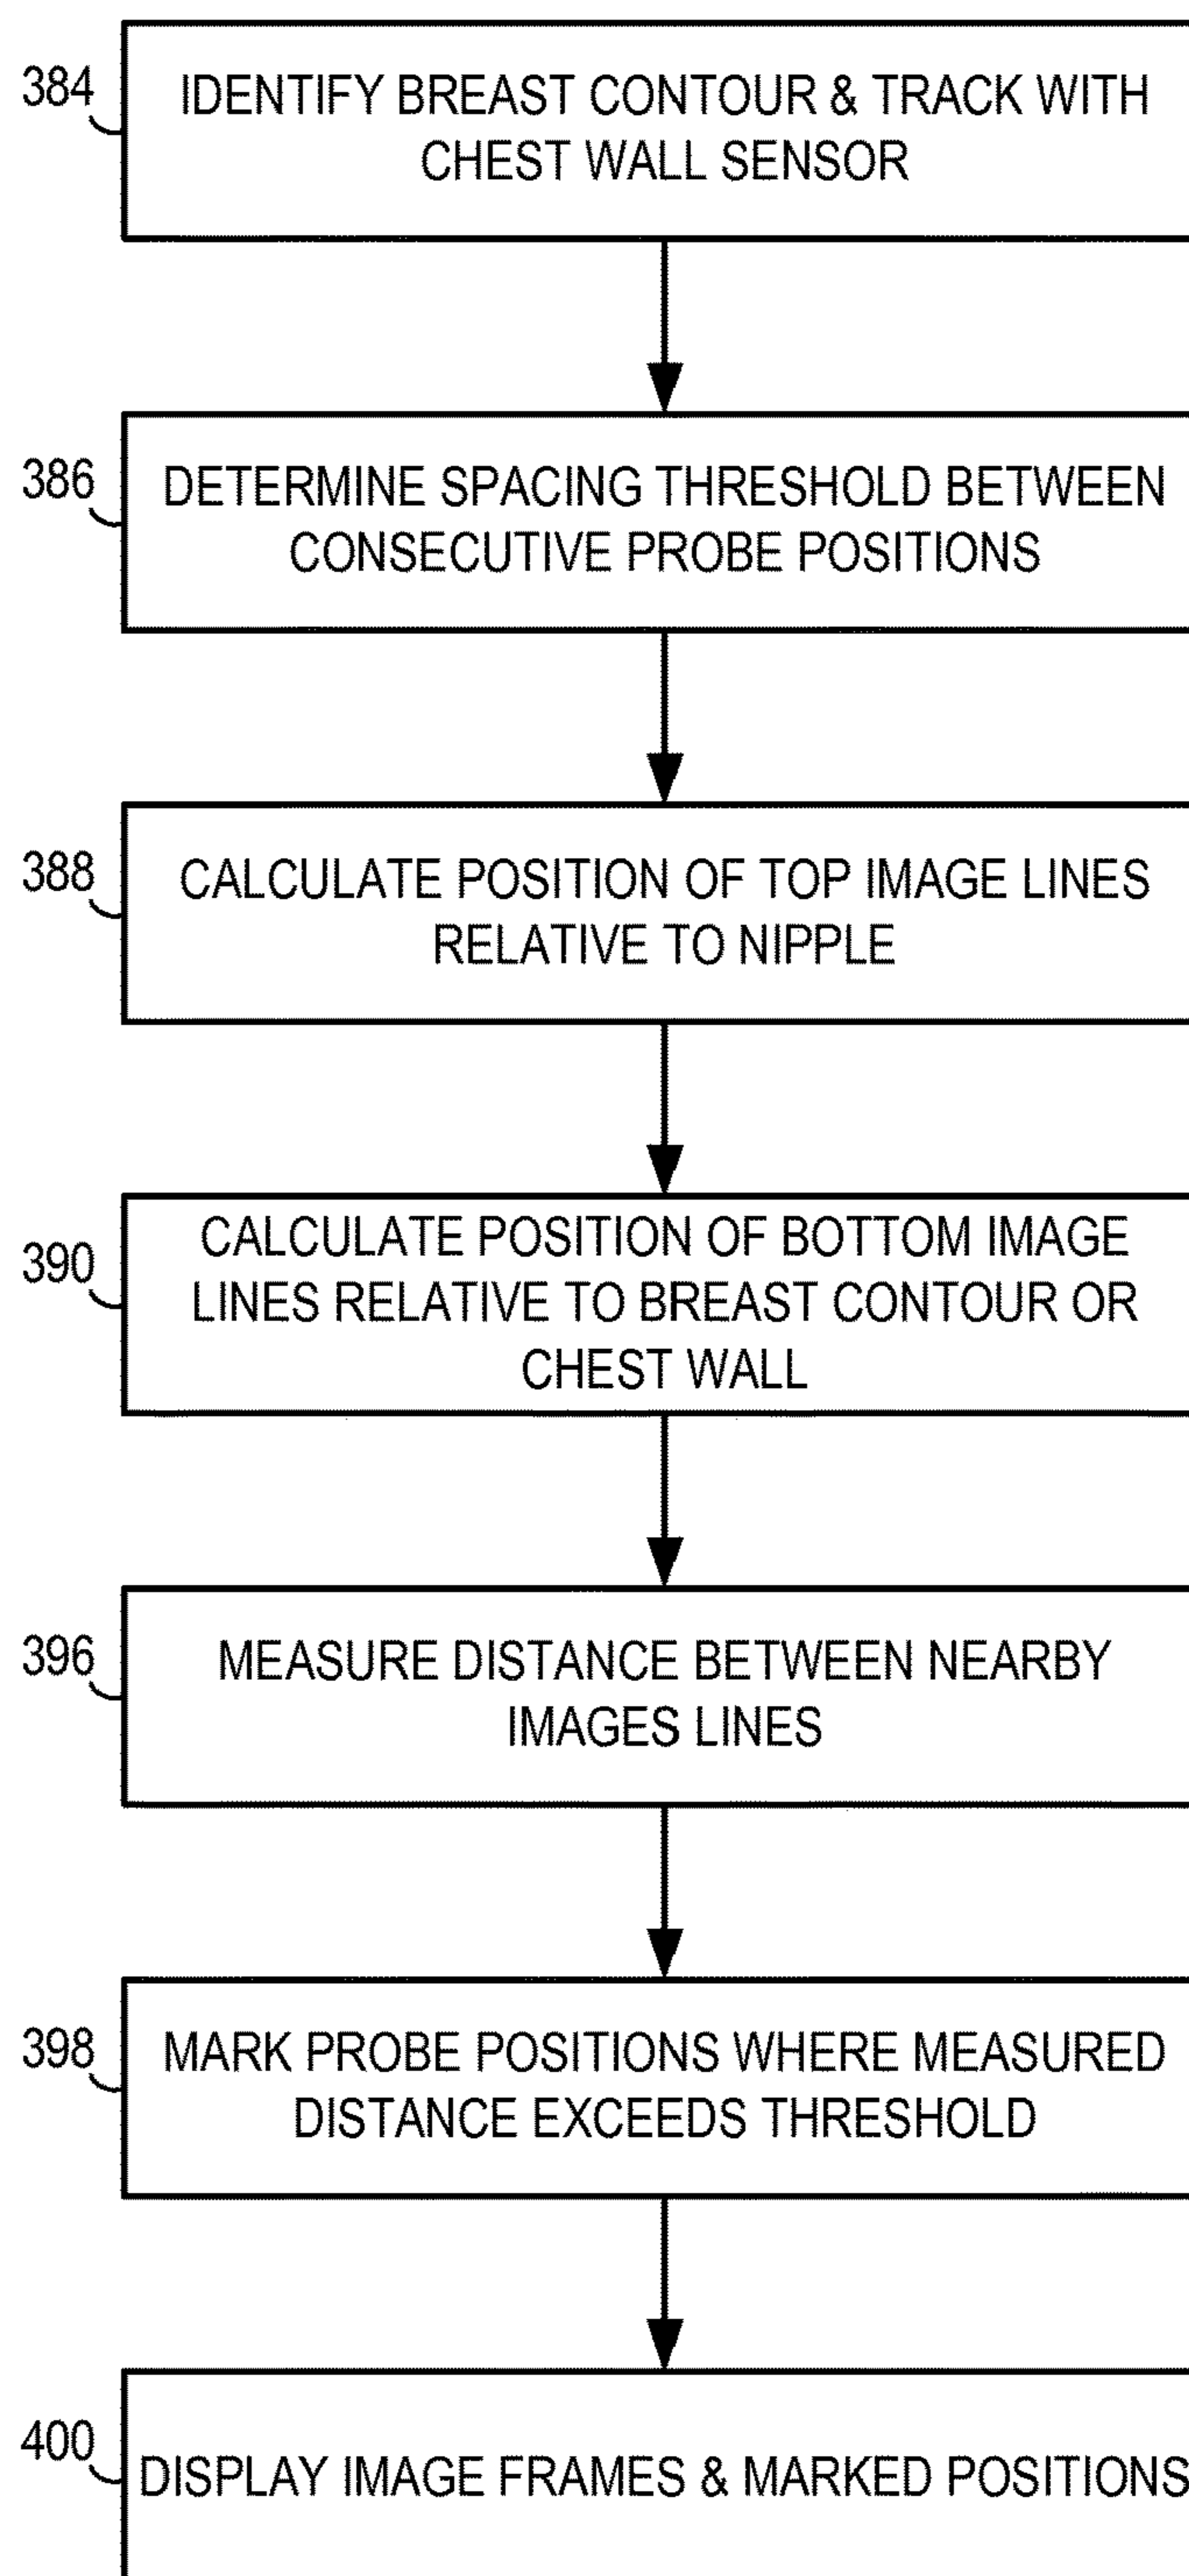 384
IDENTIFY BREAST CONTOUR & TRACK WITH
CHEST WALL SENSOR
386
DETERMINE SPACING THRESHOLD BETWEEN
CONSECUTIVE PROBE POSITIONS
388
CALCULATE POSITION OF TOP IMAGE LINES
RELATIVE TO NIPPLE
390
CALCULATE POSITION OF BOTTOM IMAGE
LINES RELATIVE TO BREAST CONTOUR OR
CHEST WALL
396
MEASURE DISTANCE BETWEEN NEARBY
IMAGES LINES
398
MARK PROBE POSITIONS WHERE MEASURED
DISTANCE EXCEEDS THRESHOLD
400
DISPLAY IMAGE FRAMES & MARKED POSITIONS